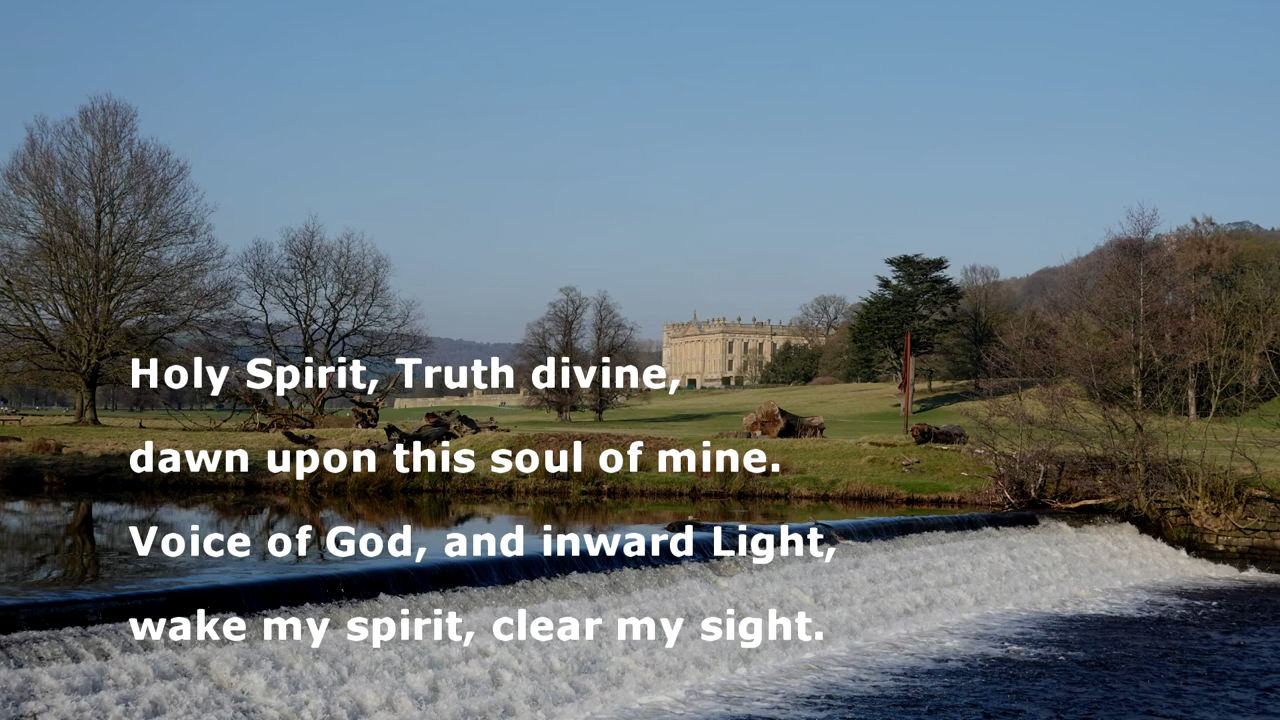 Holy Spirit, Truth divine,
dawn upon this soul of mine.
Voice of God, and inward Light,
wake my spirit, clear my sight.